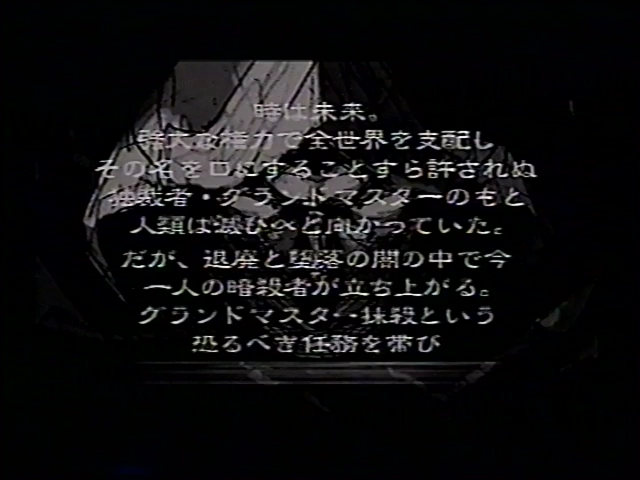 時は未来。
強大な権力で全世界を支配し
その名を口にすることすら許されぬ
独裁者・グランドマスターのもと
人類は滅びへと向かっていた。
だが、退廃と堕落の闇の中で今
一人の暗殺者が立ち上がる。
グランドマスター抹殺という
恐るべき任務を帯び